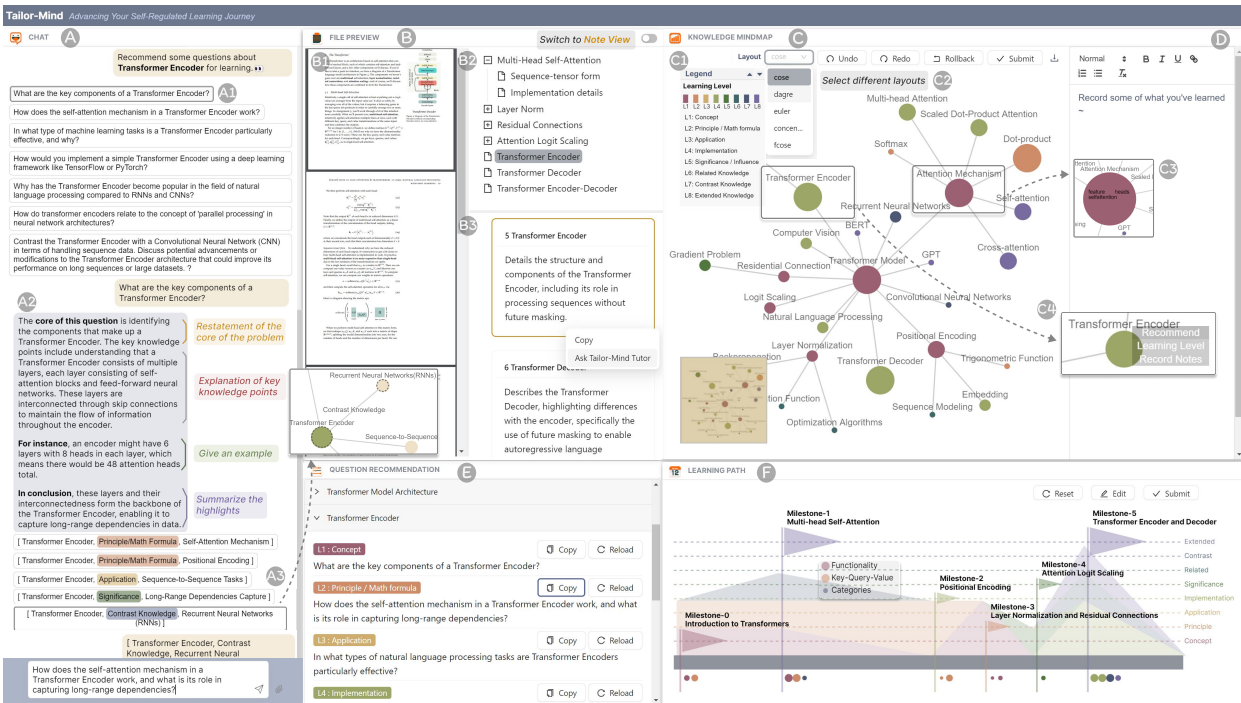 Tailor-Mind Advancing Your Self-Regulated Learning Journey
CHAT
A
Recommend some questions about
Transformer Encoder for learning.
What are the key components of a Transformer Encoder?
A1
How does the self-attention mechanism in a Transformer Encoder work?
In what type of machine learning tasks is a Transformer Encoder particularly
effective, and why?
How would you implement a simple Transformer Encoder using a deep learning
framework like TensorFlow or PyTorch?
Why has the Transformer Encoder become popular in the field of natural
language processing compared to RNNs and CNNs?
How do transformer encoders relate to the concept of 'parallel processing' in
neural network architectures?
Contrast the Transformer Encoder with a Convolutional Neural Network (CNN)
in terms of handling sequence data. Discuss potential advancements or
modifications to the Transformer Encoder architecture that could improve its
performance on long sequences or large datasets. ?
What are the key components of a
Transformer Encoder?
A2
The core of this question is identifying
the components that make up a
Transformer Encoder. The key knowledge
points include understanding that a
Transformer Encoder consists of multiple
layers, each layer consisting of self-
attention blocks and feed-forward neural
networks. These layers are
interconnected through skip connections
to maintain the flow of information
throughout the encoder.
For instance, an encoder might have 6
layers with 8 heads in each layer, which
means there would be 48 attention heads
total.
In conclusion, these layers and their
interconnectedness form the backbone of
the Transformer Encoder, enabling it to
capture long-range dependencies in data.
Restatement of the
core of the problem
Explanation of key
knowledge points
Give an example
Summarize the
highlights
[ Transformer Encoder, Principle/Math Formula, Self-Attention Mechanism ]
[ Transformer Encoder, Principle/Math Formula, Positional Encoding ]
[ Transformer Encoder, Application, Sequence-to-Sequence Tasks ]
A3
[ Transformer Encoder, Significance, Long-Range Dependencies Capture ]
[ Transformer Encoder, Contrast Knowledge, Recurrent Neural Networks
(RNNs) ]
[ Transformer Encoder, Contrast
Knowledge, Recurrent Neural
How does the self-attention mechanism in a
Transformer Encoder work, and what is its role in
capturing long-range dependencies?
FILE PREVIEW
B
Switch to Note View
B1
B2
Multi-Head Self-Attention
Sequence-tensor form
Implementation details
Layer Norm
Residual Connections
Attention Logit Scaling
Transformer Encoder
Transformer Decoder
Transformer Encoder-Decoder
B3
5 Transformer Encoder
Details the structure and
components of the Transformer
Encoder, including its role in
processing sequences without
future masking.
Copy
Ask Tailor-Mind Tutor
6 Transformer
Describes the Transformer
Decoder, highlighting differences
with the encoder, specifically the
use of future masking to enable
autoregressive language
Recurrent Neural Networks(RNNs)
Contrast Knowledge
Transformer Encoder
Sequence-to-Sequence
KNOWLEDGE MINDMAP
C
D
C1
Layout
cose
Undo
Redo
Rollback
Submit
Legend
Learning Level
L1 L2 L3 L4 L5 L6 L7 L8
L1: Concept
L2: Principle / Math formula
L3: Application
L4: Implementation
L5: Significance / Influence
L6: Related Knowledge
L7: Contrast Knowledge
L8: Extended Knowledge
cose
dagre
euler
concen...
fcose
Select different layouts
C2
Multi-head Attention
Scaled Dot-Product Attention
Softmax
Dot-product
Transformer Encoder
Attention Mechanism
Recurrent Neural Networks
Self-attention
BERT
Computer Vision
Cross-attention
Gradient Problem
Transformer Model
GPT
Residual Connection
Logit Scaling
Convolutional Neural Networks
Natural Language Processing
Layer Normalization
Positional Encoding
Transformer Decoder
Trigonometric Function
Embedding
Sequence Modeling
Optimization Algorithms
Normal
B I U
Record some of what you've learned
~
C3
Attention Mechanism
feature heads
selfattention
GPT
C4
Transformer Encoder
Recommend
Learning Level
Record Notes
QUESTION RECOMMENDATION
E
Transformer Model Architecture
Transformer Encoder
L1 : Concept
Copy
Reload
What are the key components of a Transformer Encoder?
L2 : Principle / Math formula
Copy
Reload
How does the self-attention mechanism in a Transformer Encoder work, and what
is its role in capturing long-range dependencies?
L3 : Application
Copy
Reload
In what types of natural language processing tasks are Transformer Encoders
particularly effective?
L4 : Implementation
Copy
Reload
12
LEARNING PATH
F
Reset
Edit
Submit
Milestone-1
Multi-head Self-Attention
Milestone-5
Transformer Encoder and Decoder
Extended
Contrast
Related
Significance
Implementation
Application
Principle
Concept
Functionality
Key-Query-Value
Categories
Milestone-4
Attention Logit Scaling
Milestone-2
Positional Encoding
Milestone-3
Layer Normalization and Residual Connections
Milestone-0
Introduction to Transformers